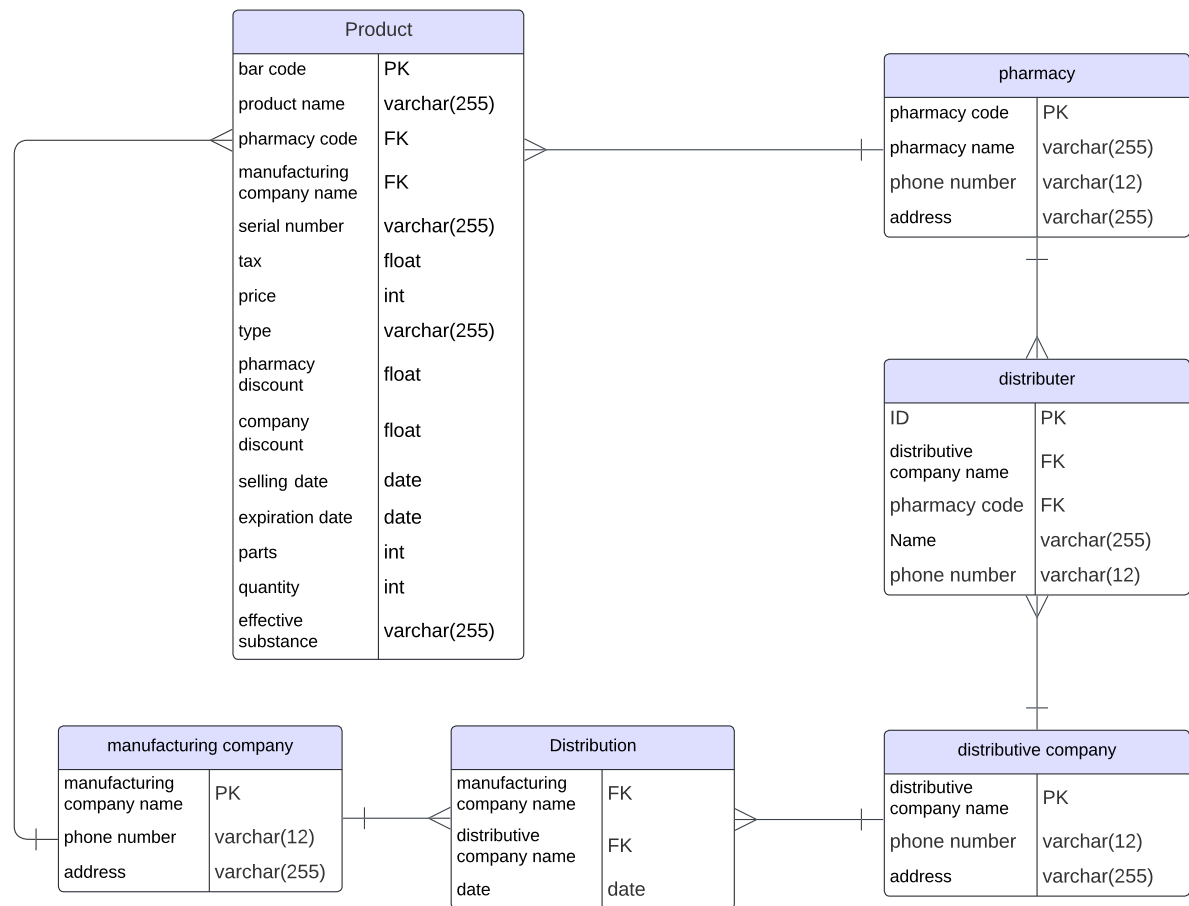 Product
bar code PK
product name varchar(255)
pharmacy code FK
manufacturing
company name FK
serial number varchar(255)
tax float
price int
type varchar(255)
pharmacy
discount float
company
discount float
selling date date
expiration date date
parts int
quantity int
effective
substance varchar(255)
pharmacy
pharmacy code PK
pharmacy name varchar(255)
phone number varchar(12)
address varchar(255)
distributer
ID PK
distributive
company name FK
pharmacy code FK
Name varchar(255)
phone number varchar(12)
manufacturing company
manufacturing
company name PK
phone number varchar(12)
address varchar(255)
Distribution
manufacturing
company name FK
distributive
company name FK
date date
distributive company
distributive
company name PK
phone number varchar(12)
address varchar(255)